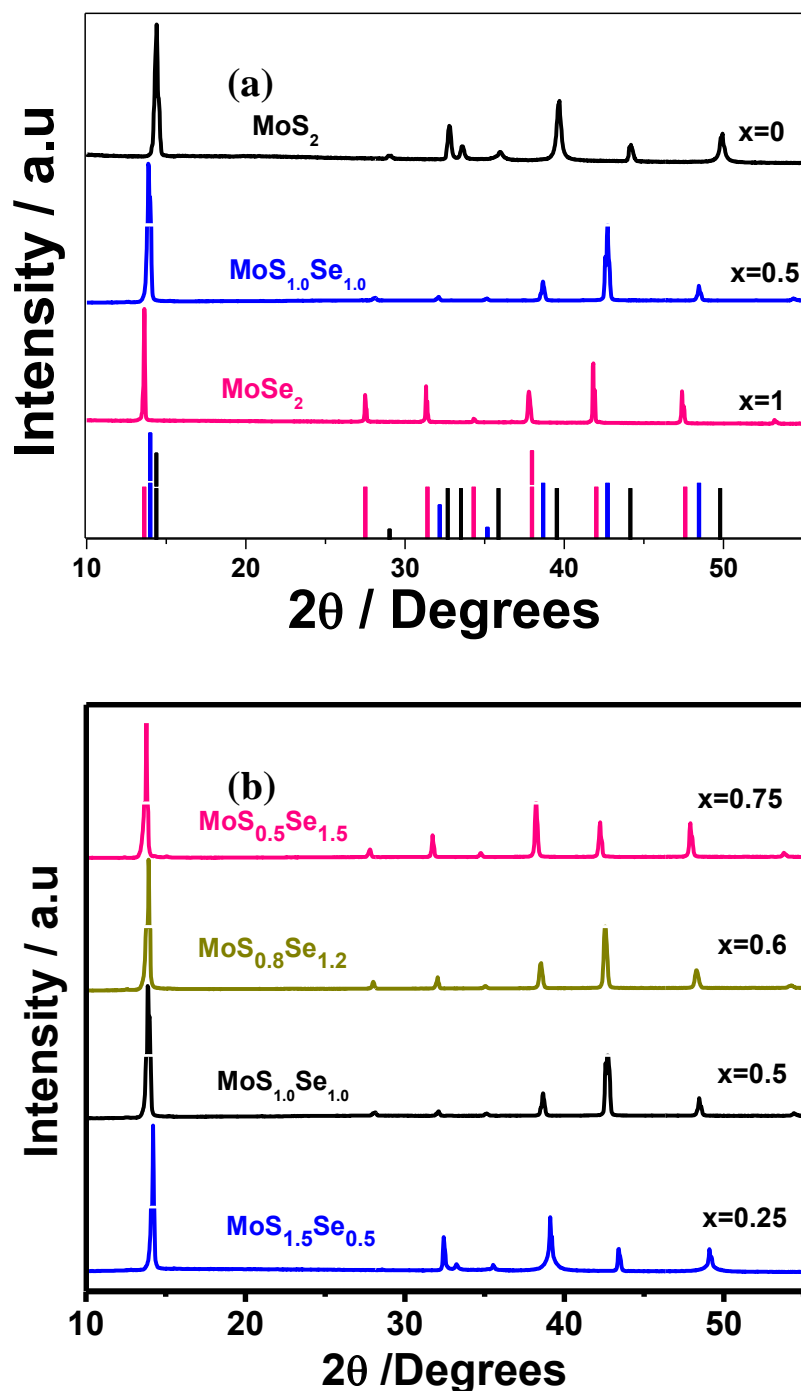 (a)
MoS2
x=0
MoS1.0Se1.0
x=0.5
MoSe2
x=1
Intensity / a.u
10 20 30 40 50
2θ / Degrees
(b)
MoS0.5Se1.5
x=0.75
MoS0.8Se1.2
x=0.6
MoS1.0Se1.0
x=0.5
MoS1.5Se0.5
x=0.25
Intensity / a.u
10 20 30 40 50
2θ /Degrees